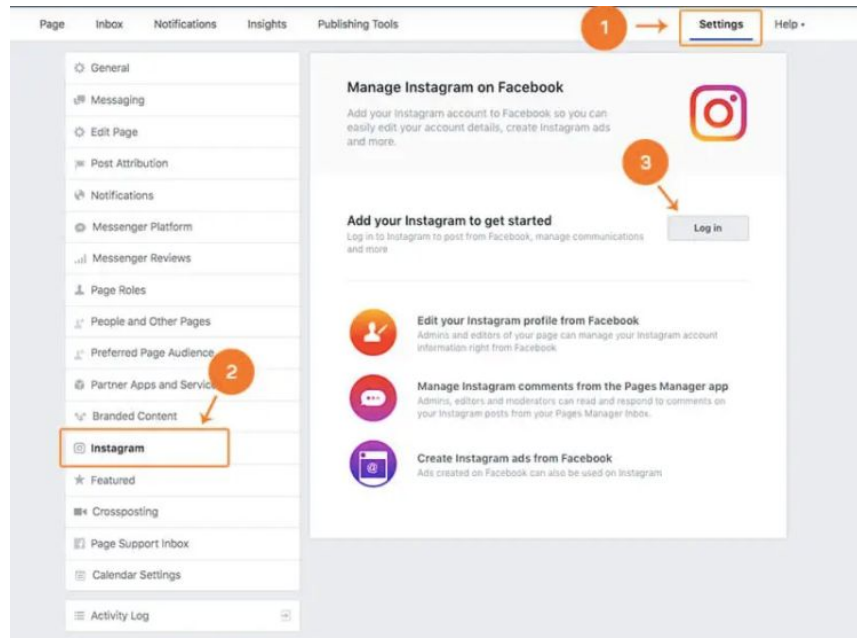 Page Inbox Notifications Insights Publishing Tools 1 Settings Help
General
Messaging
Edit Page
Post Attribution
Notifications
Messenger Platform
Messenger Reviews
Page Roles
People and Other Pages
Preferred Page Audience
Partner Apps and Servic
2
Branded Content
Instagram
Featured
Crossposting
Page Support Inbox
Calendar Settings
Activity Log
Manage Instagram on Facebook
Add your Instagram account to Facebook so you can
easily edit your account details, create Instagram ads
and more.
3
Add your Instagram to get started
Log in to Instagram to post from Facebook, manage communications
and more
Log in
Edit your Instagram profile from Facebook
Admins and editors of your page can manage your Instagram account
information right from Facebook
Manage Instagram comments from the Pages Manager app
Admins, editors and moderators can read and respond to comments on
your Instagram posts from your Pages Manager Inbox.
Create Instagram ads from Facebook
Ads created on Facebook can also be used on Instagram